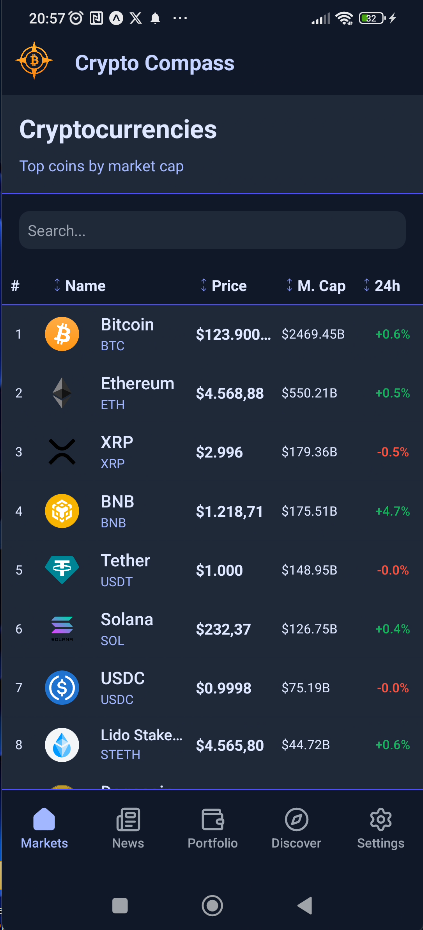 20:57 32
Crypto Compass
Cryptocurrencies
Top coins by market cap
Search...
# Name Price M. Cap 24h
1 Bitcoin BTC $123.900... $2469.45B +0.6%
2 Ethereum ETH $4.568,88 $550.21B +0.5%
3 XRP XRP $2.996 $179.36B -0.5%
4 BNB BNB $1.218,71 $175.51B +4.7%
5 Tether USDT $1.000 $148.95B -0.0%
6 Solana SOL $232,37 $126.75B +0.4%
7 USDC USDC $0.9998 $75.19B -0.0%
8 Lido Stake... STETH $4.565,80 $44.72B +0.6%
Markets News Portfolio Discover Settings